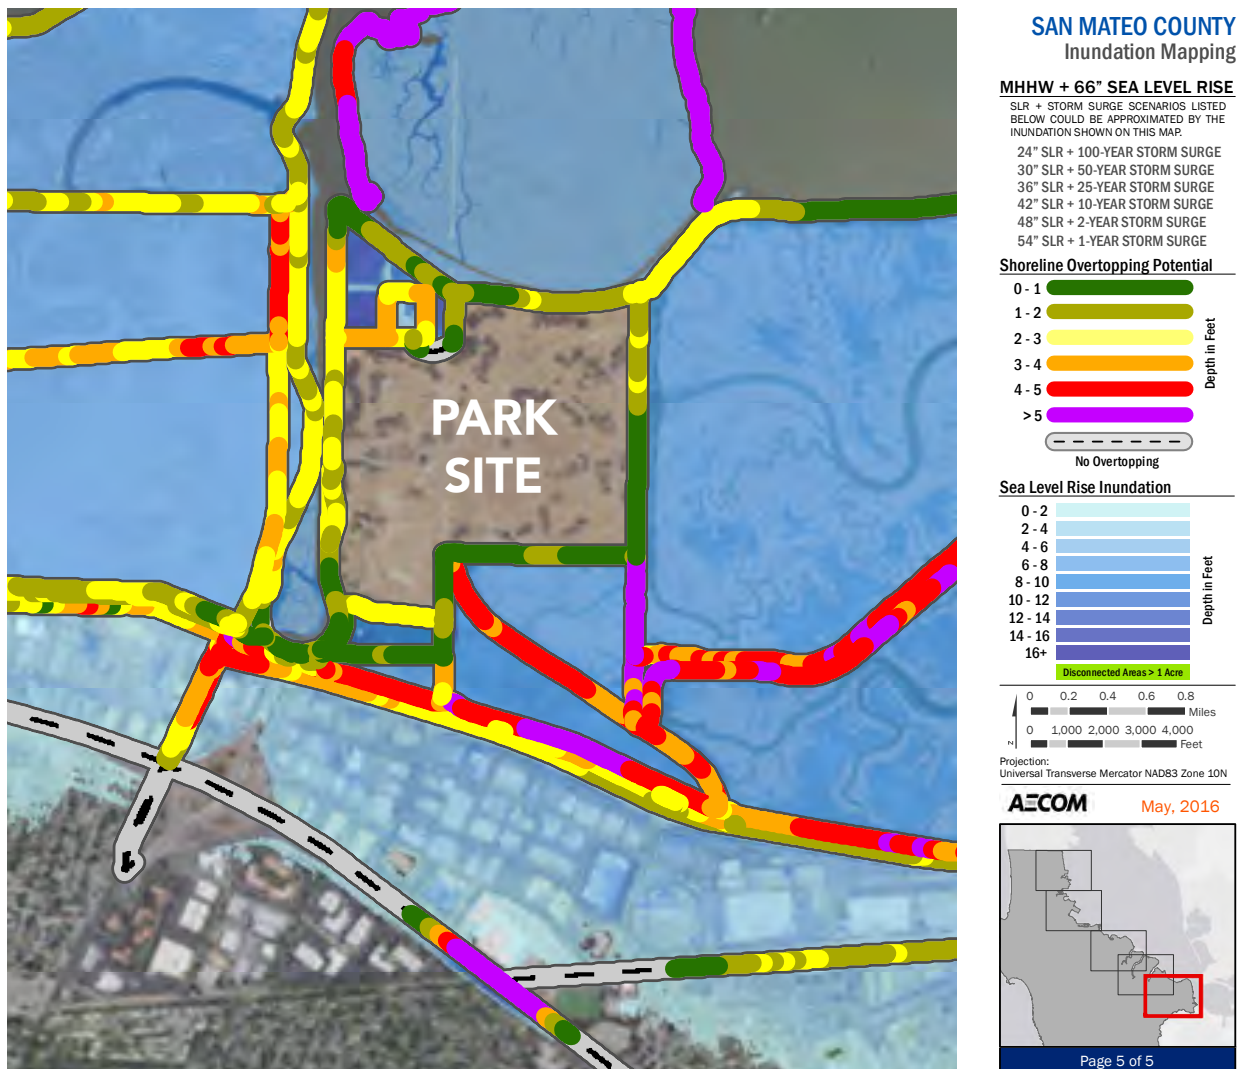 PARK
SITE
SAN MATEO COUNTY
Inundation Mapping
MHHW + 66” SEA LEVEL RISE
SLR + STORM SURGE SCENARIOS LISTED
BELOW COULD BE APPROXIMATED BY THE
INUNDATION SHOWN ON THIS MAP.
24” SLR + 100-YEAR STORM SURGE
30” SLR + 50-YEAR STORM SURGE
36” SLR + 25-YEAR STORM SURGE
42” SLR + 10-YEAR STORM SURGE
48” SLR + 2-YEAR STORM SURGE
54” SLR + 1-YEAR STORM SURGE
Shoreline Overtopping Potential
0 - 1
1 - 2
2 - 3
3 - 4
4 - 5
> 5
Depth in Feet
No Overtopping
Sea Level Rise Inundation
0 - 2
2 - 4
4 - 6
6 - 8
8 - 10
10 - 12
12 - 14
14 - 16
16+
Depth in Feet
Disconnected Areas > 1 Acre
0 0.2 0.4 0.6 0.8
Miles
0 1,000 2,000 3,000 4,000
Feet
N
Projection:
Universal Transverse Mercator NAD83 Zone 10N
AECOM
May, 2016
Page 5 of 5